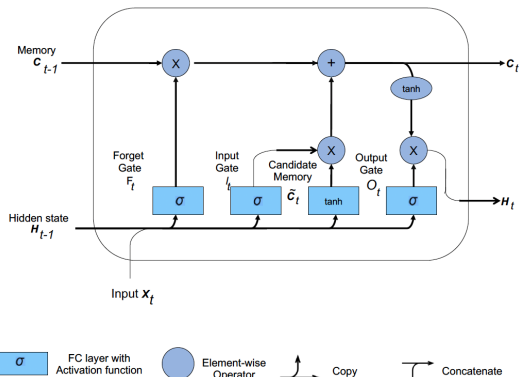 Memory
C t-1
X
+
C t
tanh
Forget
Gate
F t
Input
Gate
I t
X
Candidate
Memory
C̃ t
Output
Gate
O t
X
σ
σ
tanh
σ
H t
Hidden state
H t-1
Input X t
σ
FC layer with
Activation function
Element-wise
Operator
Copy
Concatenate